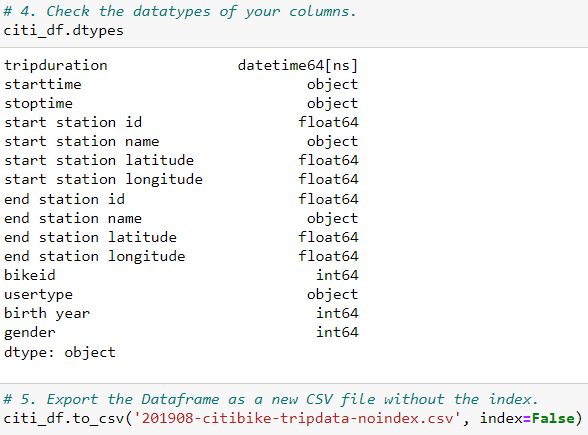 # 4. Check the datatypes of your columns.
citi_df.dtypes
tripduration datetime64[ns]
starttime object
stoptime object
start station id float64
start station name object
start station latitude float64
start station longitude float64
end station id float64
end station name object
end station latitude float64
end station longitude float64
bikeid int64
usertype object
birth year int64
gender int64
dtype: object
# 5. Export the Dataframe as a new CSV file without the index.
citi_df.to_csv('201908-citibike-tripdata-noindex.csv', index=False)